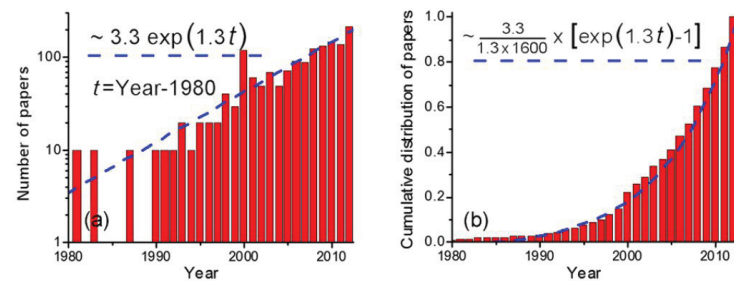 ~ 3.3 exp(1.3t)
t=Year-1980
Number of papers
100
10
1
(a)
1980 1990 2000 2010
Year
~ 3.3/(1.3×1600) × [exp(1.3t)-1]
Cumulative distribution of papers
1.0
0.8
0.6
0.4
0.2
0.0
(b)
1980 1990 2000 2010
Year